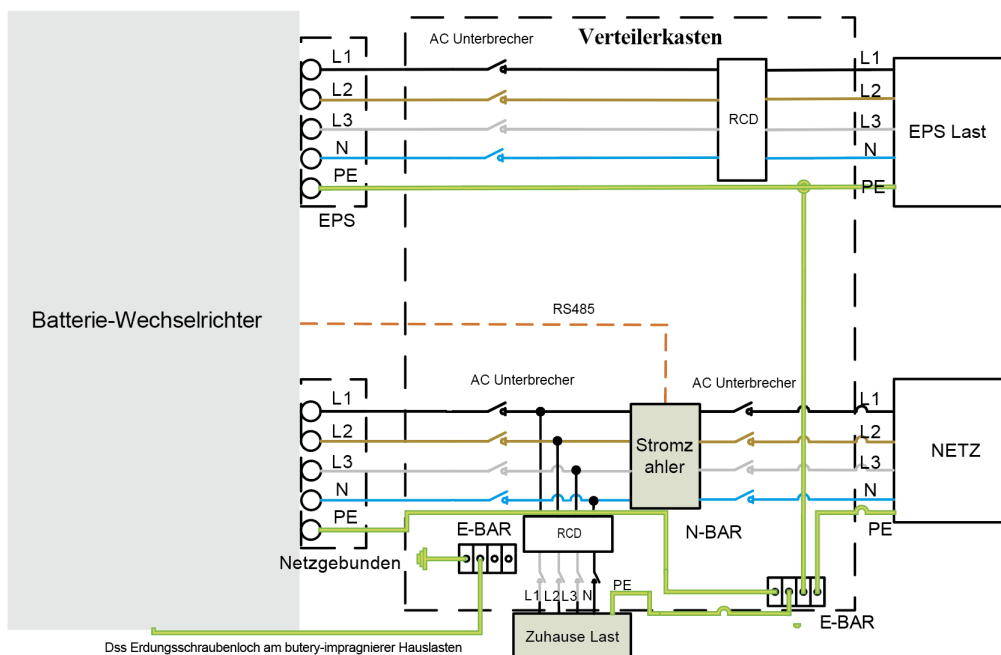 AC Unterbrecher
Verteilerkasten
L1
L1
L2
L2
L3
RCD
L3
EPS Last
N
N
PE
PE
EPS
Batterie-Wechselrichter
RS485
AC Unterbrecher
AC Unterbrecher
L1
L1
L2
Stromz
ahler
L2
NETZ
L3
L3
N
N
PE
E-BAR
RCD
N-BAR
PE
Netzgebunden
L1
L2
L3
N
PE
E-BAR
Zuhause Last
Dss Erdungsschraubenloch am butery-impragnierer Hauslasten